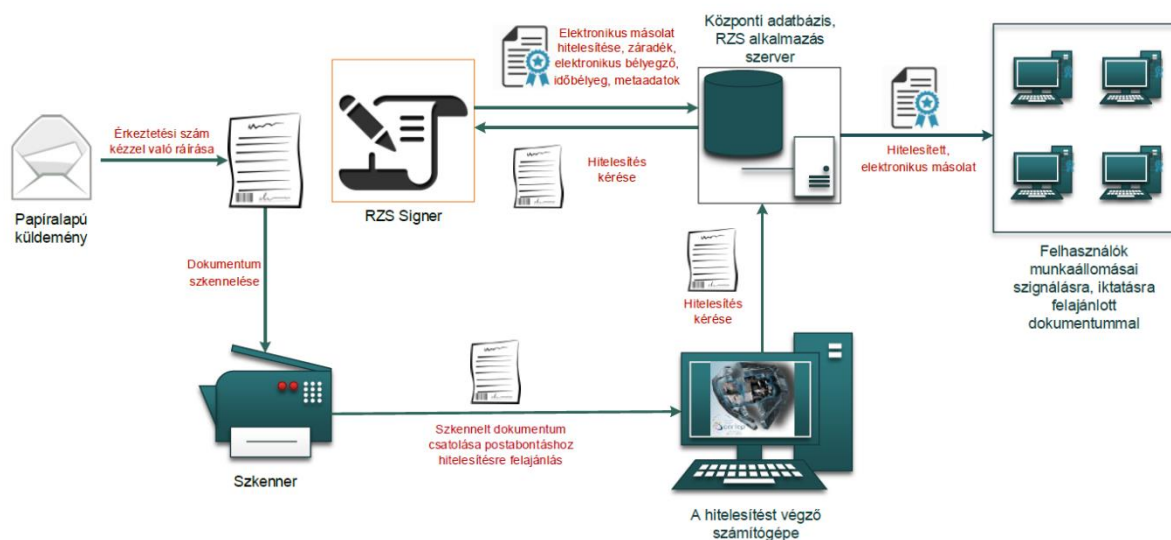 Érkeztetési szám
kézzel való ráírása
Papíralapú
küldemény
Elektronikus másolat
hitelesítése, záradék,
elektronikus bélyegző,
időbélyeg, metaadatok
Hitelesítés
kérése
RZS Signer
Központi adatbázis,
RZS alkalmazás
szerver
Hitelesített,
elektronikus másolat
Felhasználók
munkaállomásai
szignálásra, iktatásra
felajánlott
dokumentummal
Dokumentum
szkennelése
Hitelesítés
kérése
Szkennelt dokumentum
csatolása postabontáshoz
hitelesítésre felajánlás
Szkenner
A hitelesítést végző
számítógépe